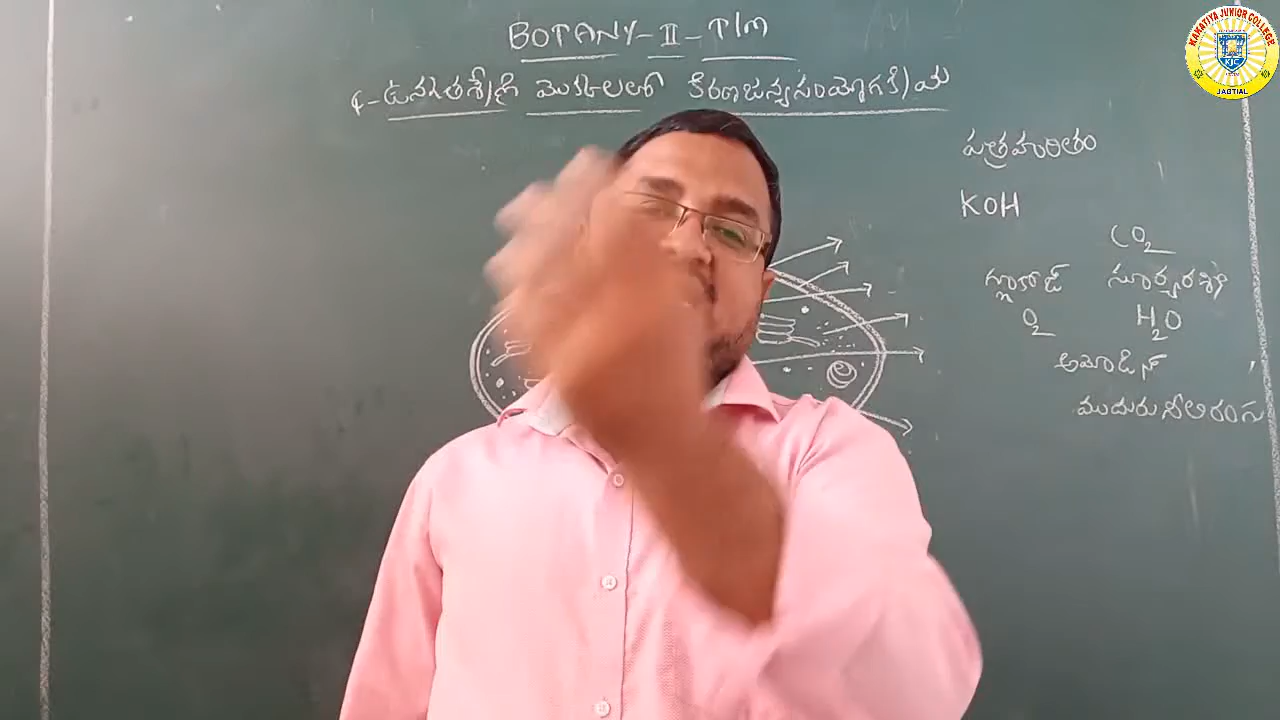 BOTANY-II-T/M
4-ఉన్నతశ్రేణి మొక్కలలో కిరణజన్యసంయోగక్రియ
పత్రహరితం
KOH
CO2
గ్లూకోజ్ సూర్యరశ్మి
O2 H2O
అయోడిన్
ముదురు నీలిరంగు
KAKATIYA JUNIOR COLLEGE
KJC
JAGTIAL